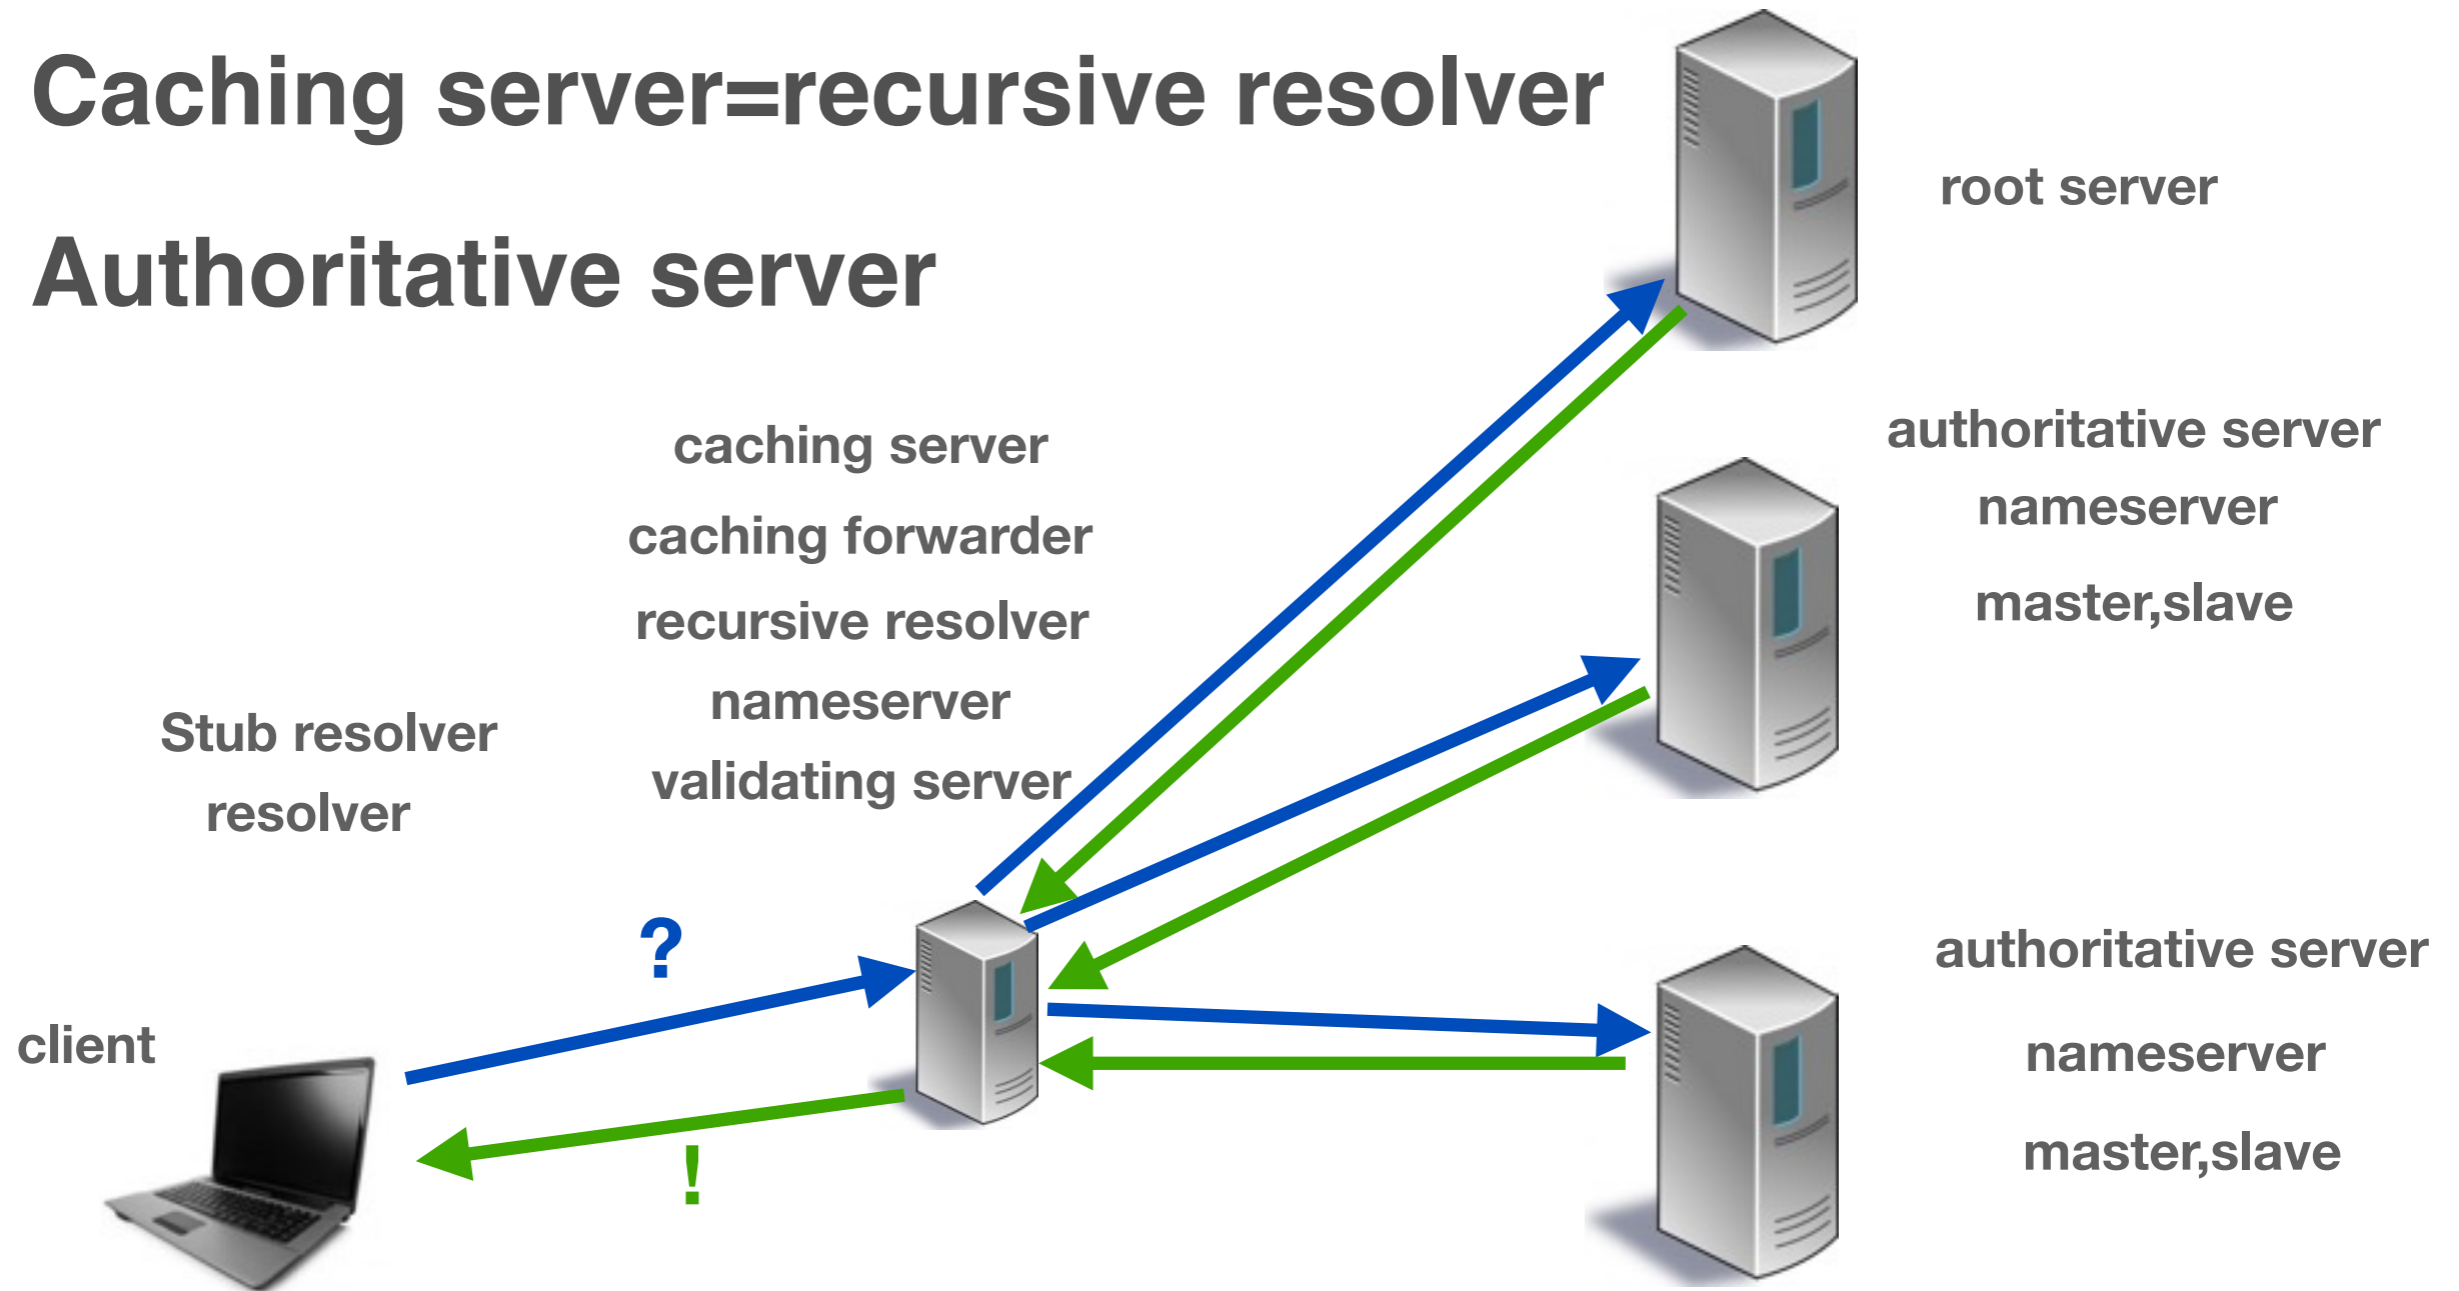 Caching server=recursive resolver
Authoritative server
root server
caching server
caching forwarder
recursive resolver
nameserver
validating server
authoritative server
nameserver
master,slave
Stub resolver
resolver
?
!
client
authoritative server
nameserver
master,slave